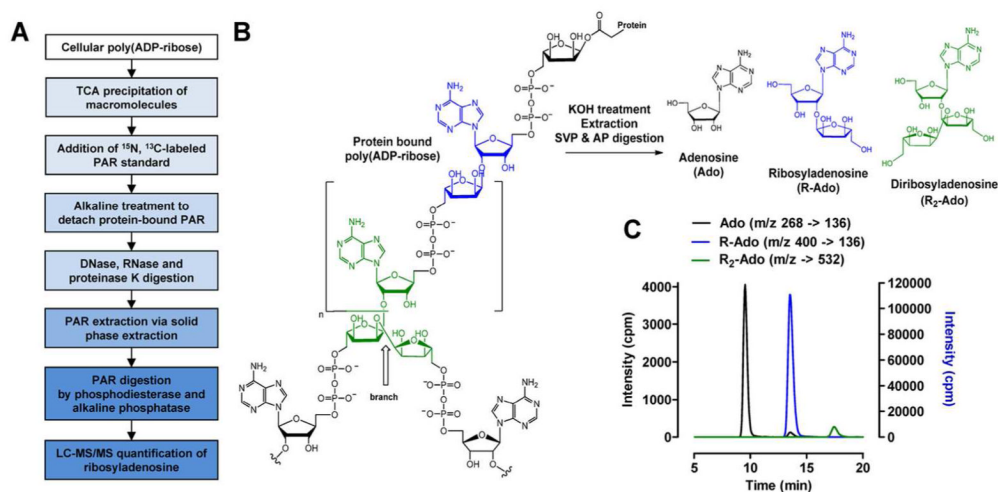 A
Cellular poly(ADP-ribose)
TCA precipitation of
macromolecules
Addition of ¹⁵N, ¹³C-labeled
PAR standard
Alkaline treatment to
detach protein-bound PAR
DNase, RNase and
proteinase K digestion
PAR extraction via solid
phase extraction
PAR digestion
by phosphodiesterase and
alkaline phosphatase
LC-MS/MS quantification of
ribosyladenosine
B
Protein
Protein bound
poly(ADP-ribose)
n
branch
KOH treatment
Extraction
SVP & AP digestion
Adenosine
(Ado)
Ribosyladenosine
(R-Ado)
Diribosyladenosine
(R₂-Ado)
C
Ado (m/z 268 -> 136)
R-Ado (m/z 400 -> 136)
R₂-Ado (m/z -> 532)
Intensity (cpm)
4000
3000
2000
1000
0
120000
100000
80000
60000
40000
20000
0
Intensity
(cpm)
5
10
15
20
Time (min)